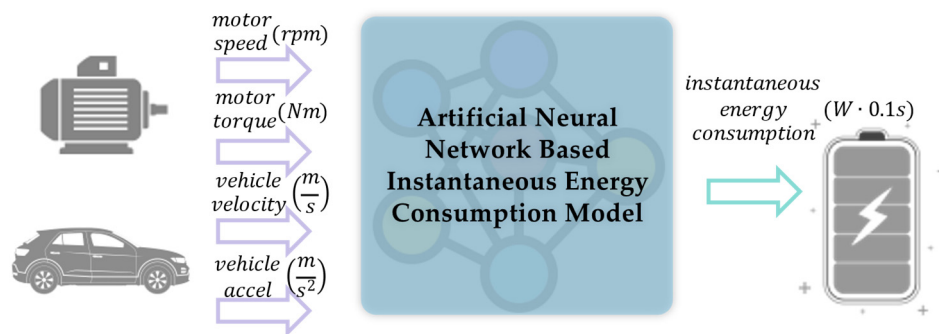 motor
speed (rpm)
motor
torque (Nm)
vehicle
velocity (m/s)
vehicle
accel (m/s²)
Artificial Neural
Network Based
Instantaneous Energy
Consumption Model
instantaneous
energy
consumption (W · 0.1s)